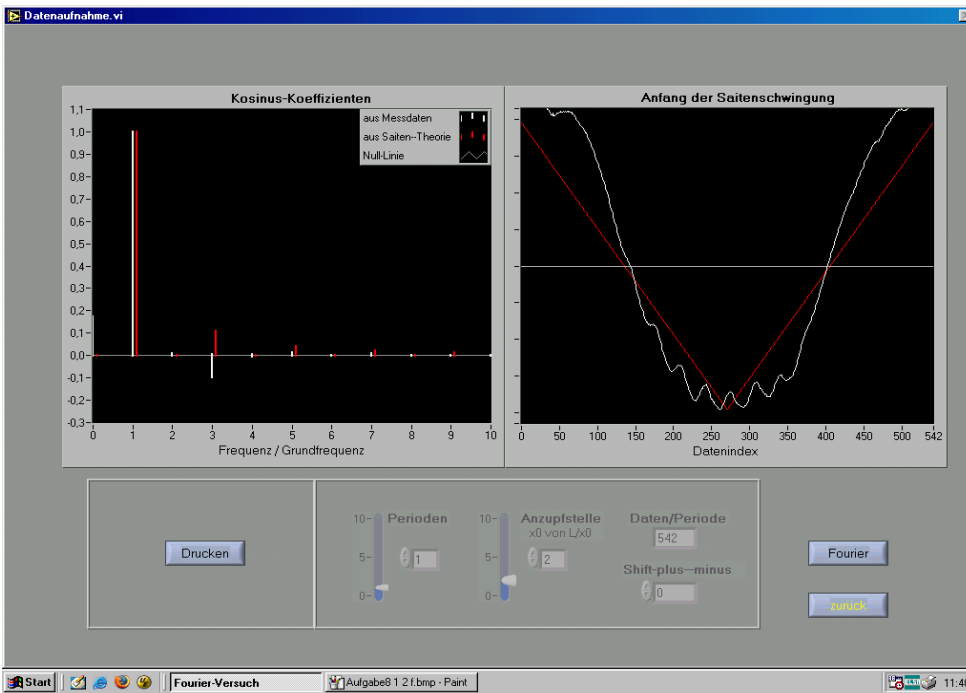 Datenaufnahme.vi
Kosinus-Koeffizienten
aus Messdaten
aus Saiten--Theorie
Null-Linie
1,1
1,0
0,9
0,8
0,7
0,6
0,5
0,4
0,3
0,2
0,1
0,0
-0,1
-0,2
-0,3
0 1 2 3 4 5 6 7 8 9 10
Frequenz / Grundfrequenz
Anfang der Saitenschwingung
0 50 100 150 200 250 300 350 400 450 500 542
Datenindex
Drucken
10 Perioden
5 1
0
10 Anzupfstelle
x0 von L/x0
5 2
0
Daten/Periode
542
Shift-plus--minus
0
Fourier
zurück
Start
Fourier-Versuch
Aufgabe8 1 2 f.bmp - Paint